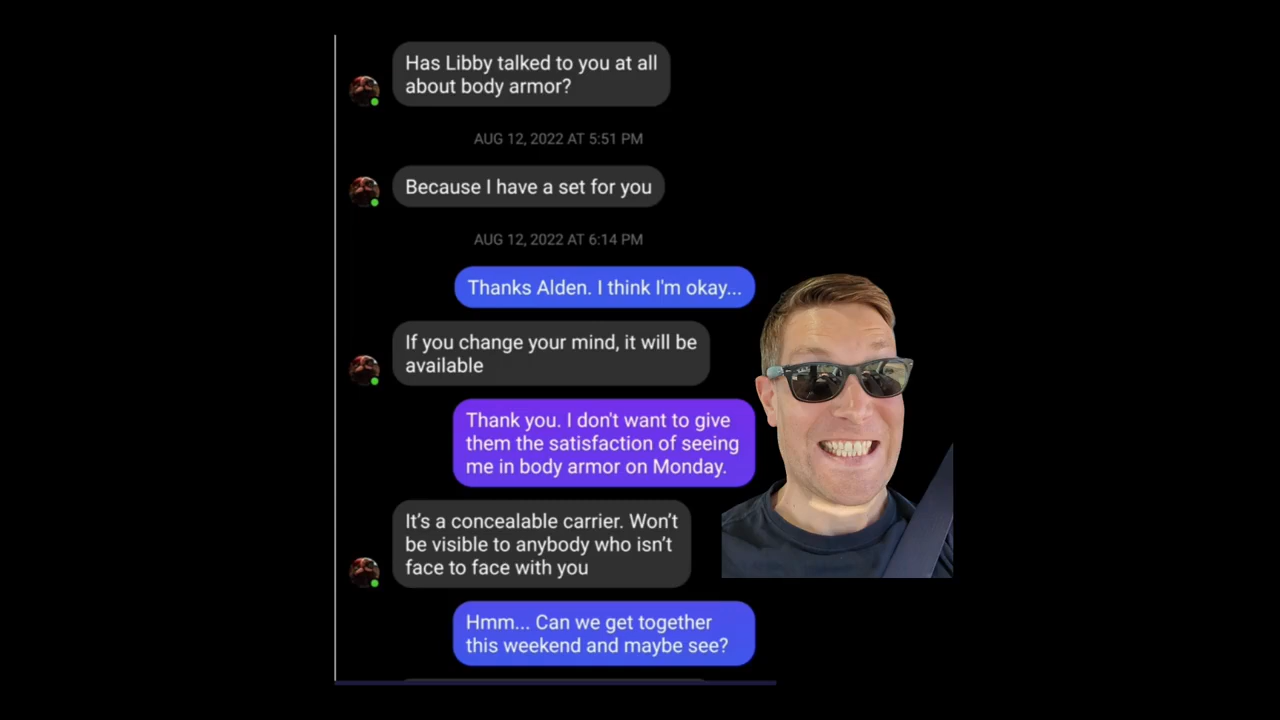 Has Libby talked to you at all
about body armor?
AUG 12, 2022 AT 5:51 PM
Because I have a set for you
AUG 12, 2022 AT 6:14 PM
Thanks Alden. I think I'm okay...
If you change your mind, it will be
available
Thank you. I don't want to give
them the satisfaction of seeing
me in body armor on Monday.
It's a concealable carrier. Won't
be visible to anybody who isn't
face to face with you
Hmm... Can we get together
this weekend and maybe see?